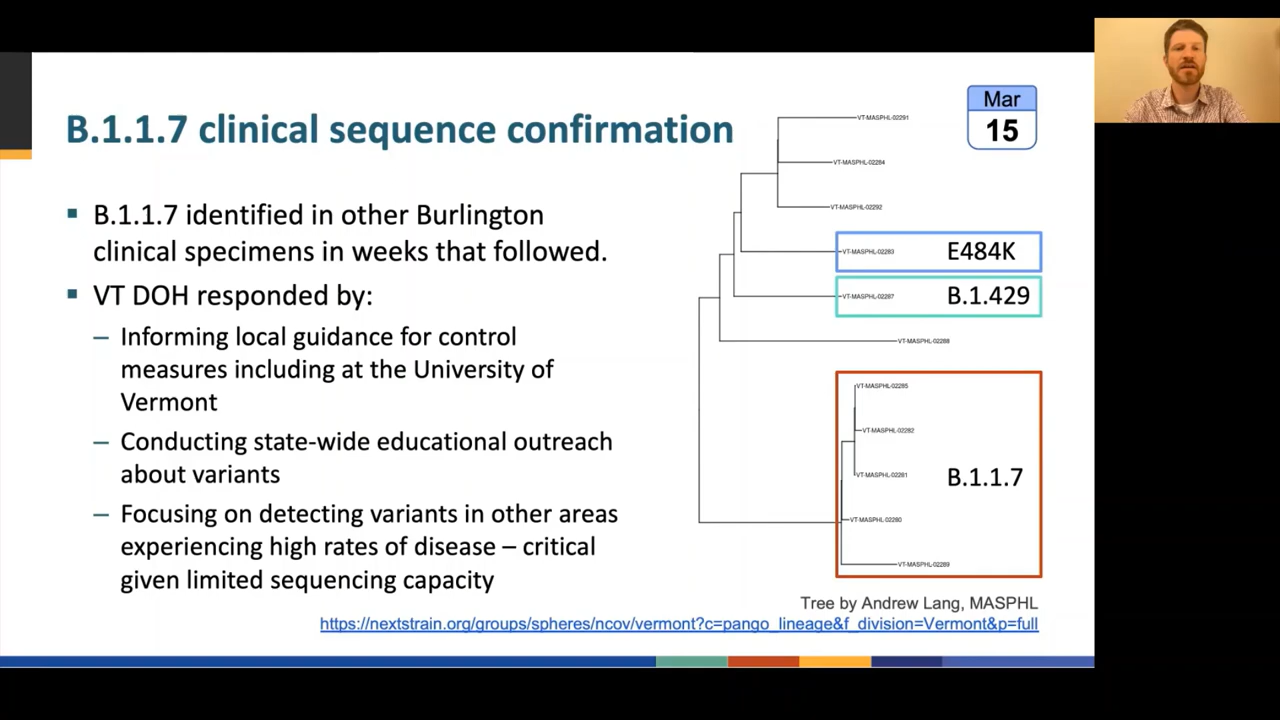 B.1.1.7 clinical sequence confirmation
Mar
15
▪ B.1.1.7 identified in other Burlington
clinical specimens in weeks that followed.
▪ VT DOH responded by:
– Informing local guidance for control
measures including at the University of
Vermont
– Conducting state-wide educational outreach
about variants
– Focusing on detecting variants in other areas
experiencing high rates of disease – critical
given limited sequencing capacity
VT-MASPHL-02291
VT-MASPHL-02284
VT-MASPHL-02292
VT-MASPHL-02283 E484K
VT-MASPHL-02287 B.1.429
VT-MASPHL-02288
VT-MASPHL-02285
VT-MASPHL-02282
VT-MASPHL-02281
B.1.1.7
VT-MASPHL-02280
VT-MASPHL-02289
Tree by Andrew Lang, MASPHL
https://nextstrain.org/groups/spheres/ncov/vermont?c=pango_lineage&f_division=Vermont&p=full